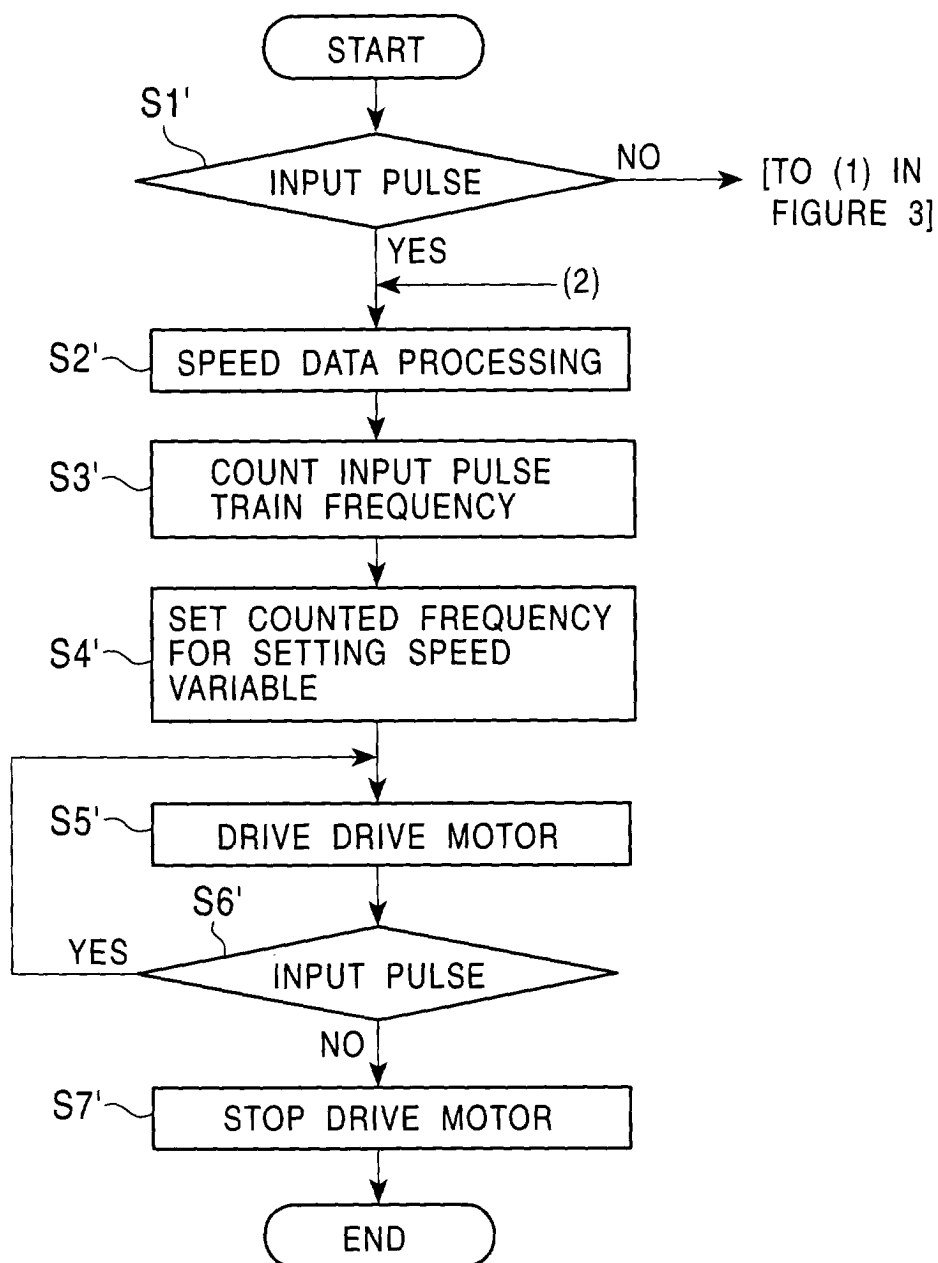 START
S1'
INPUT PULSE
NO
[TO (1) IN
FIGURE 3]
YES
(2)
S2'
SPEED DATA PROCESSING
S3'
COUNT INPUT PULSE
TRAIN FREQUENCY
S4'
SET COUNTED FREQUENCY
FOR SETTING SPEED
VARIABLE
S5'
DRIVE DRIVE MOTOR
S6'
YES
INPUT PULSE
NO
S7'
STOP DRIVE MOTOR
END